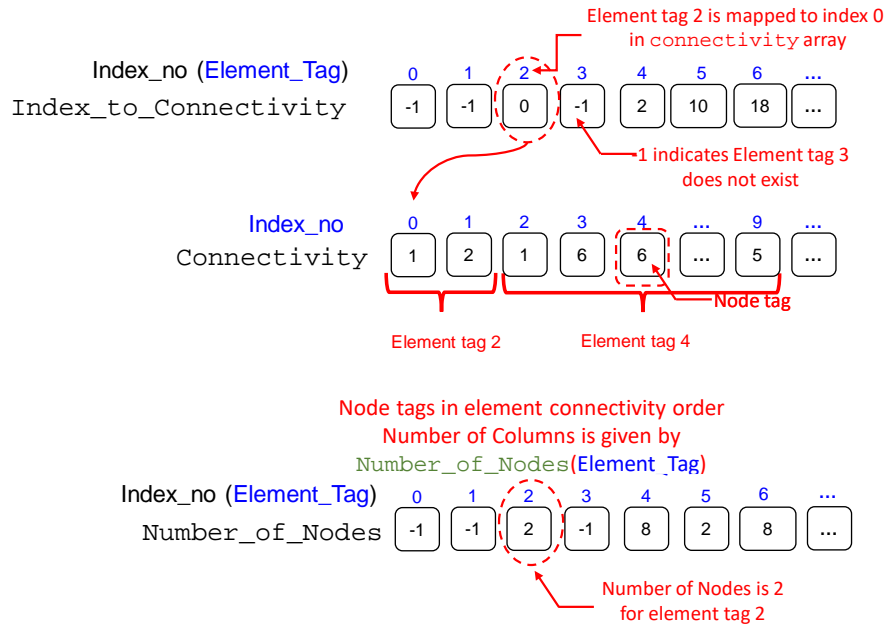 Element tag 2 is mapped to index 0
in connectivity array
Index_no (Element_Tag) 0 1 2 3 4 5 6 ...
Index_to_Connectivity -1 -1 0 -1 2 10 18 ...
-1 indicates Element tag 3
does not exist
Index_no 0 1 2 3 4 ... 9 ...
Connectivity 1 2 1 6 6 ... 5 ...
Node tag
Element tag 2 Element tag 4
Node tags in element connectivity order
Number of Columns is given by
Number_of_Nodes(Element_Tag)
Index_no (Element_Tag) 0 1 2 3 4 5 6 ...
Number_of_Nodes -1 -1 2 -1 8 2 8 ...
Number of Nodes is 2
for element tag 2